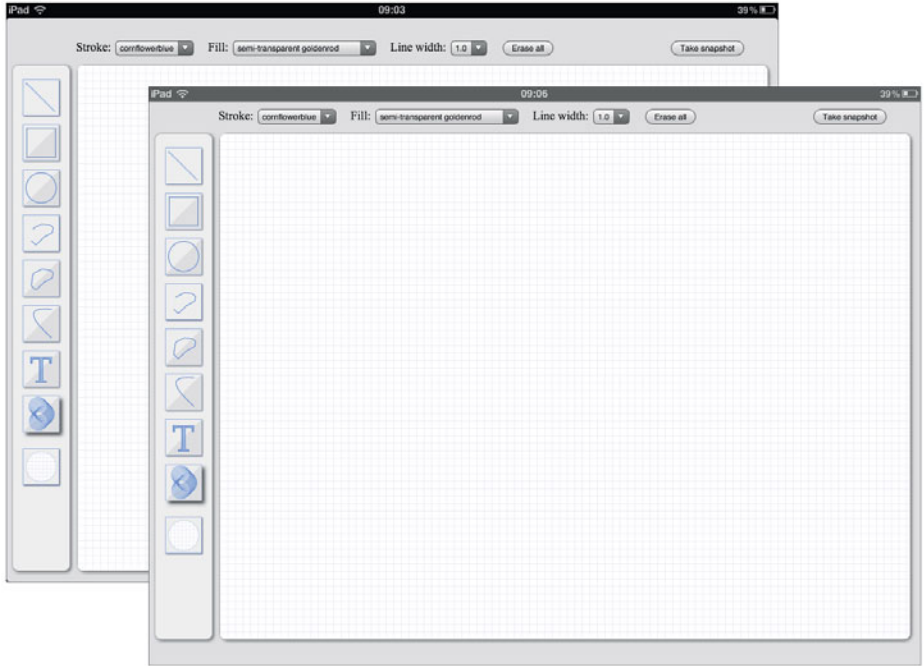 iPad 09:03 39%
Stroke: cornflowerblue Fill: semi-transparent goldenrod Line width: 1.0 Erase all Take snapshot
T
iPad 09:06 39%
Stroke: cornflowerblue Fill: semi-transparent goldenrod Line width: 1.0 Erase all Take snapshot
T